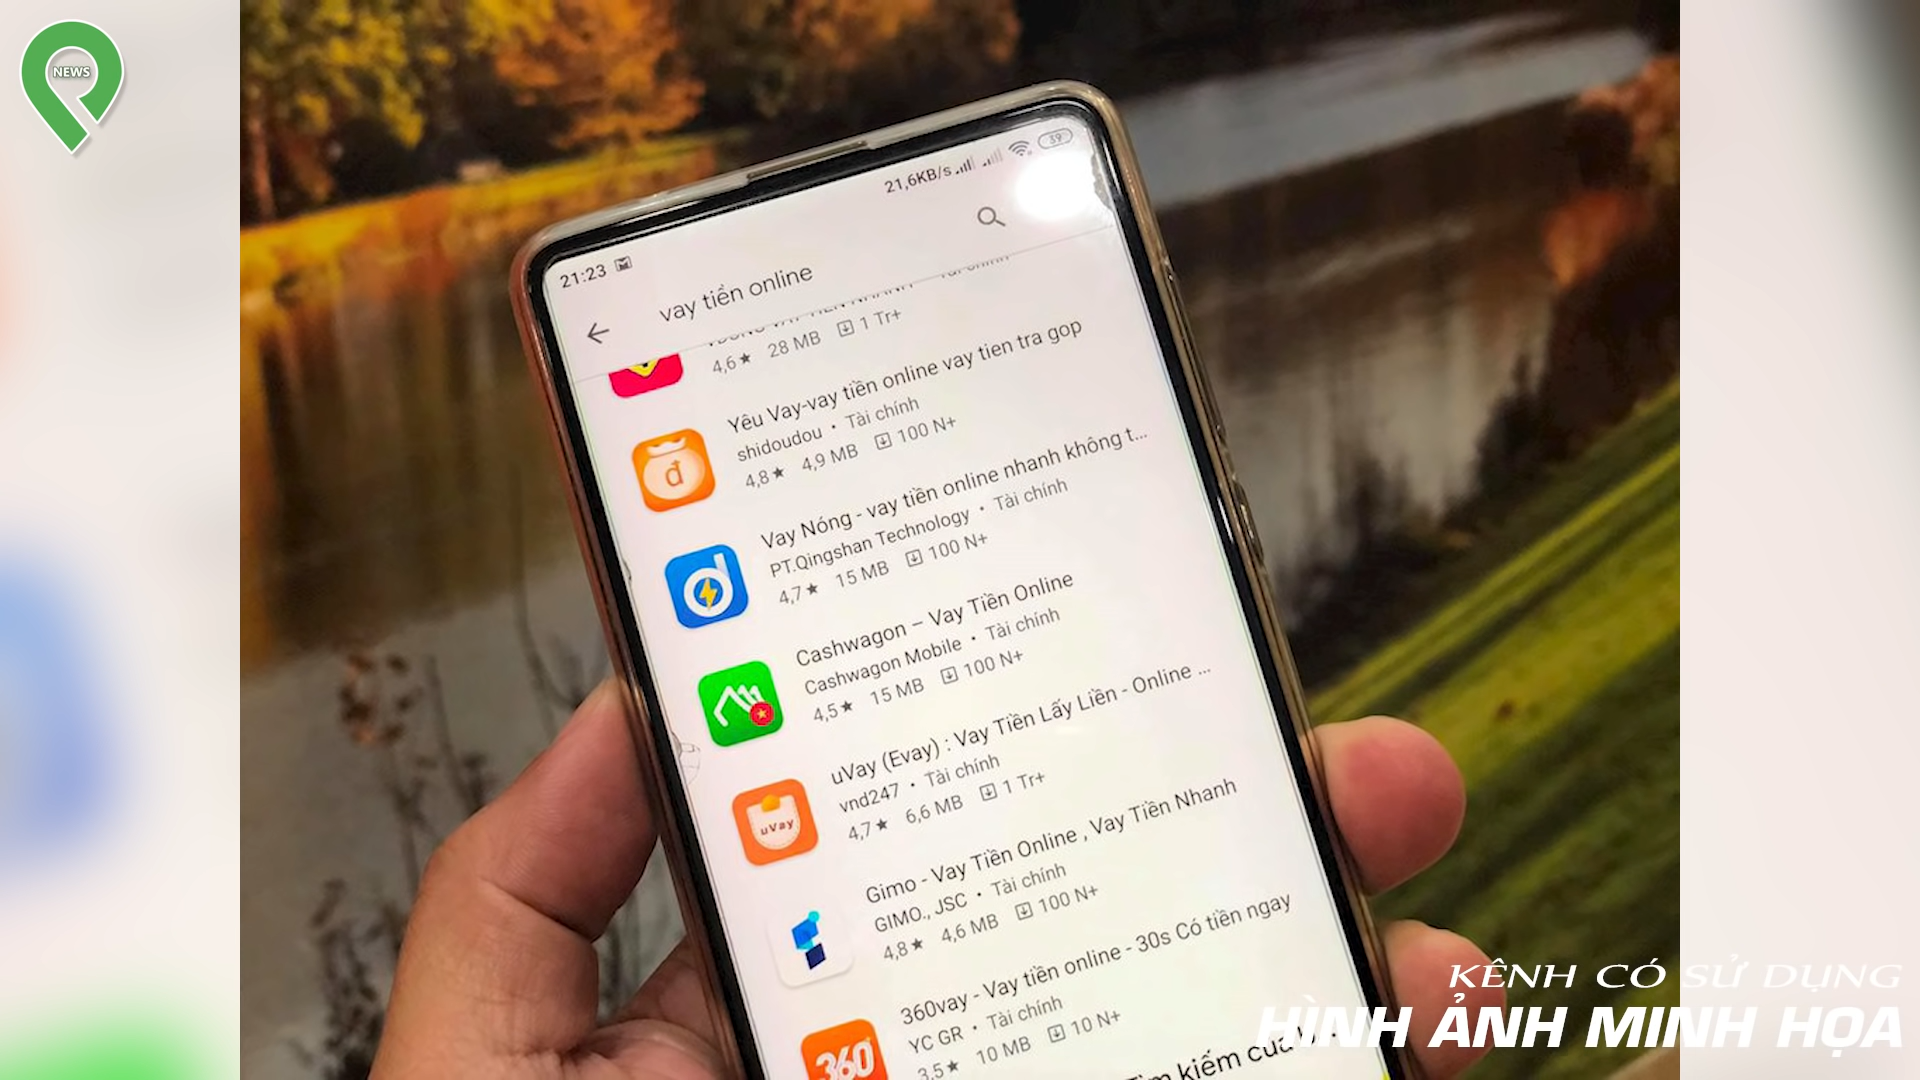 NEWS
21:23
21,6KB/s
39
vay tiền online
Tài chính
4,6★ 28 MB 1 Tr+
Yêu Vay-vay tiền online vay tien tra gop
shidoudou • Tài chính
4,8★ 4,9 MB 100 N+
Vay Nóng - vay tiền online nhanh không t...
PT.Qingshan Technology • Tài chính
4,7★ 15 MB 100 N+
Cashwagon – Vay Tiền Online
Cashwagon Mobile • Tài chính
4,5★ 15 MB 100 N+
uVay
uVay (Evay) : Vay Tiền Lấy Liền - Online ...
vnd247 • Tài chính
4,7★ 6,6 MB 1 Tr+
Gimo - Vay Tiền Online , Vay Tiền Nhanh
GIMO., JSC • Tài chính
4,8★ 4,6 MB 100 N+
360
360vay - Vay tiền online - 30s Có tiền ngay
YC GR • Tài chính
3,5★ 10 MB 10 N+
kiếm của
KÊNH CÓ SỬ DỤNG
HÌNH ẢNH MINH HỌA